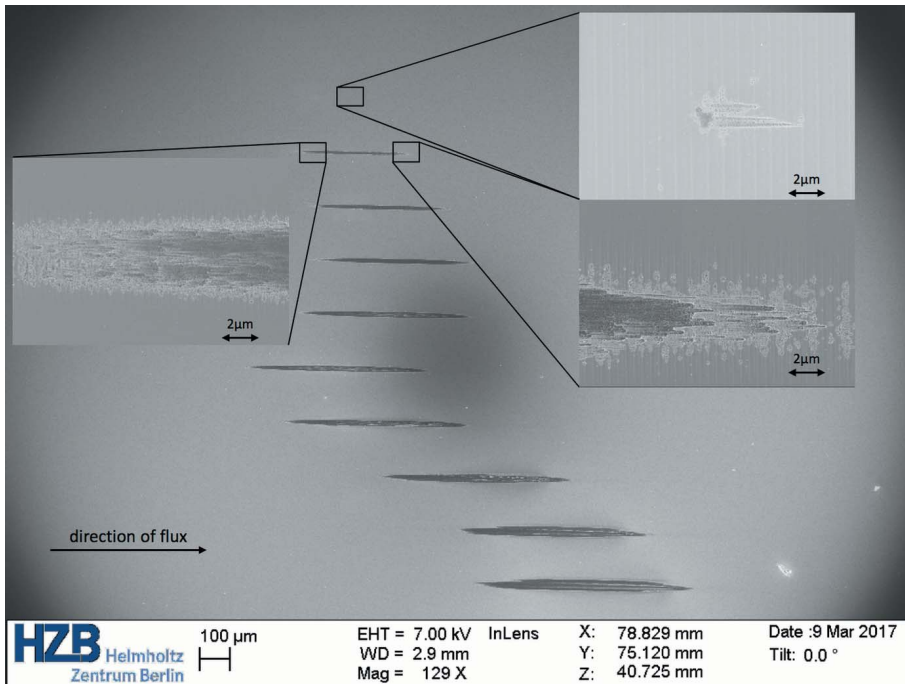 2µm
2µm
2µm
direction of flux
HZB Helmholtz
Zentrum Berlin
100 µm
EHT = 7.00 kV InLens
WD = 2.9 mm
Mag = 129 X
X: 78.829 mm
Y: 75.120 mm
Z: 40.725 mm
Date :9 Mar 2017
Tilt: 0.0 °